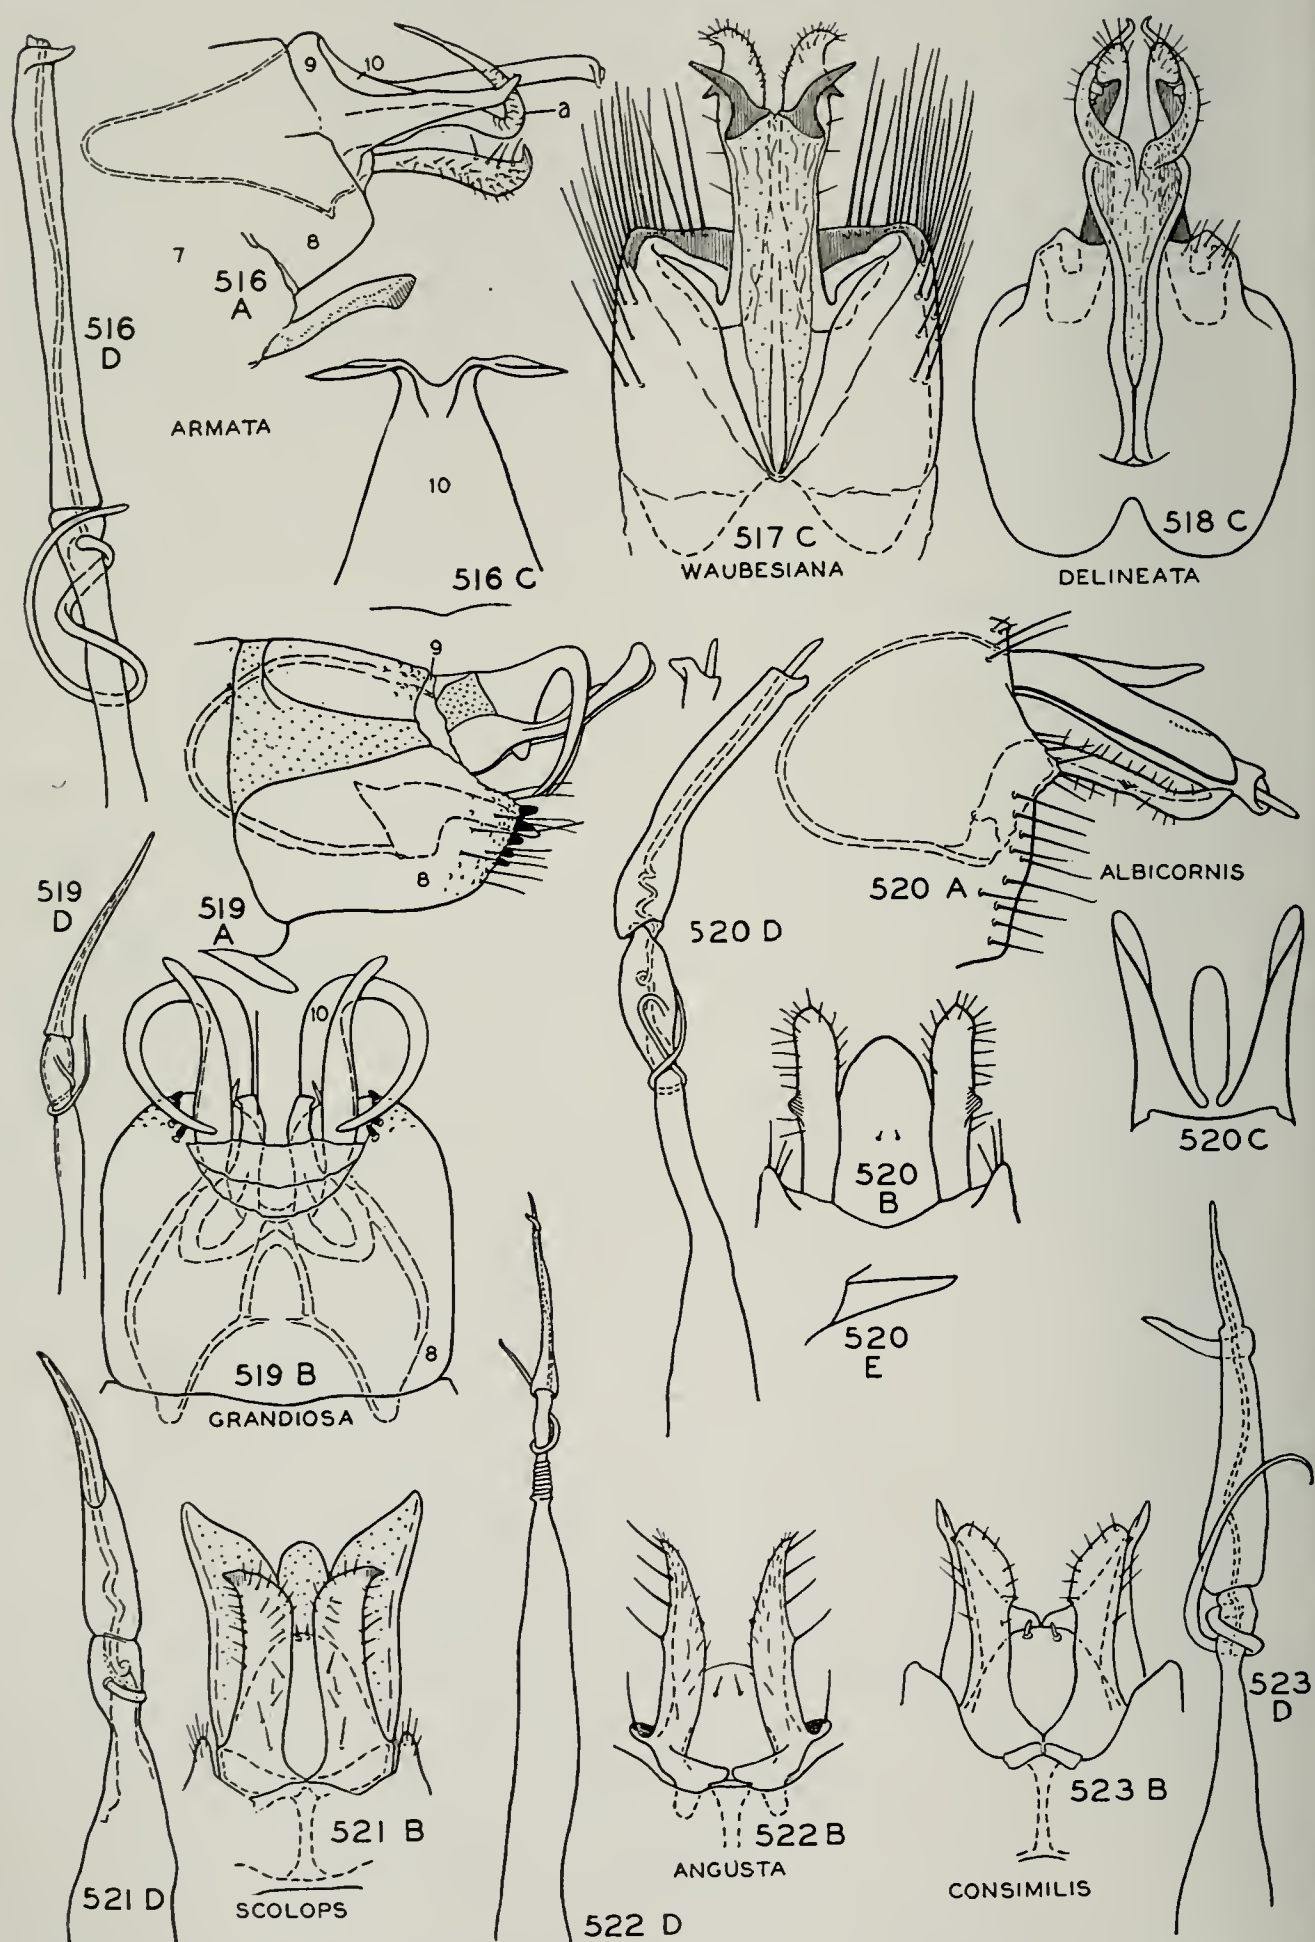 9
10
a
7
8
516
A
516
D
ARMATA
10
516 C
517 C
WAUBESIANA
518 C
DELINEATA
9
8
519
D
519
A
520 D
520 A
ALBICORNIS
10
520
B
520 C
8
519 B
GRANDIOSA
520
E
521 B
521 D
SCOLOPS
522 B
ANGUSTA
522 D
523 B
CONSIMILIS
523
D